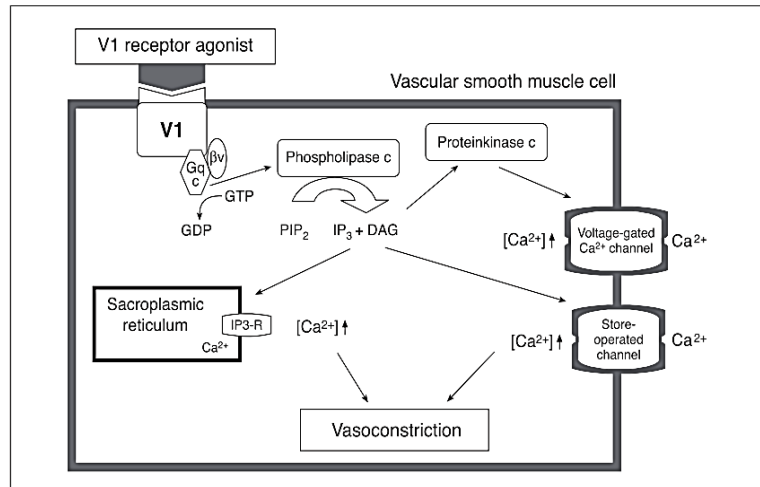 V1 receptor agonist
Vascular smooth muscle cell
V1
Gq
c
βv
GTP
GDP
Phospholipase c
PIP₂
IP₃ + DAG
Proteinkinase c
[Ca²⁺]↑
Voltage-gated
Ca²⁺ channel
Ca²⁺
Sacroplasmic
reticulum
IP3-R
Ca²⁺
[Ca²⁺]↑
[Ca²⁺]↑
Store-
operated
channel
Ca²⁺
Vasoconstriction